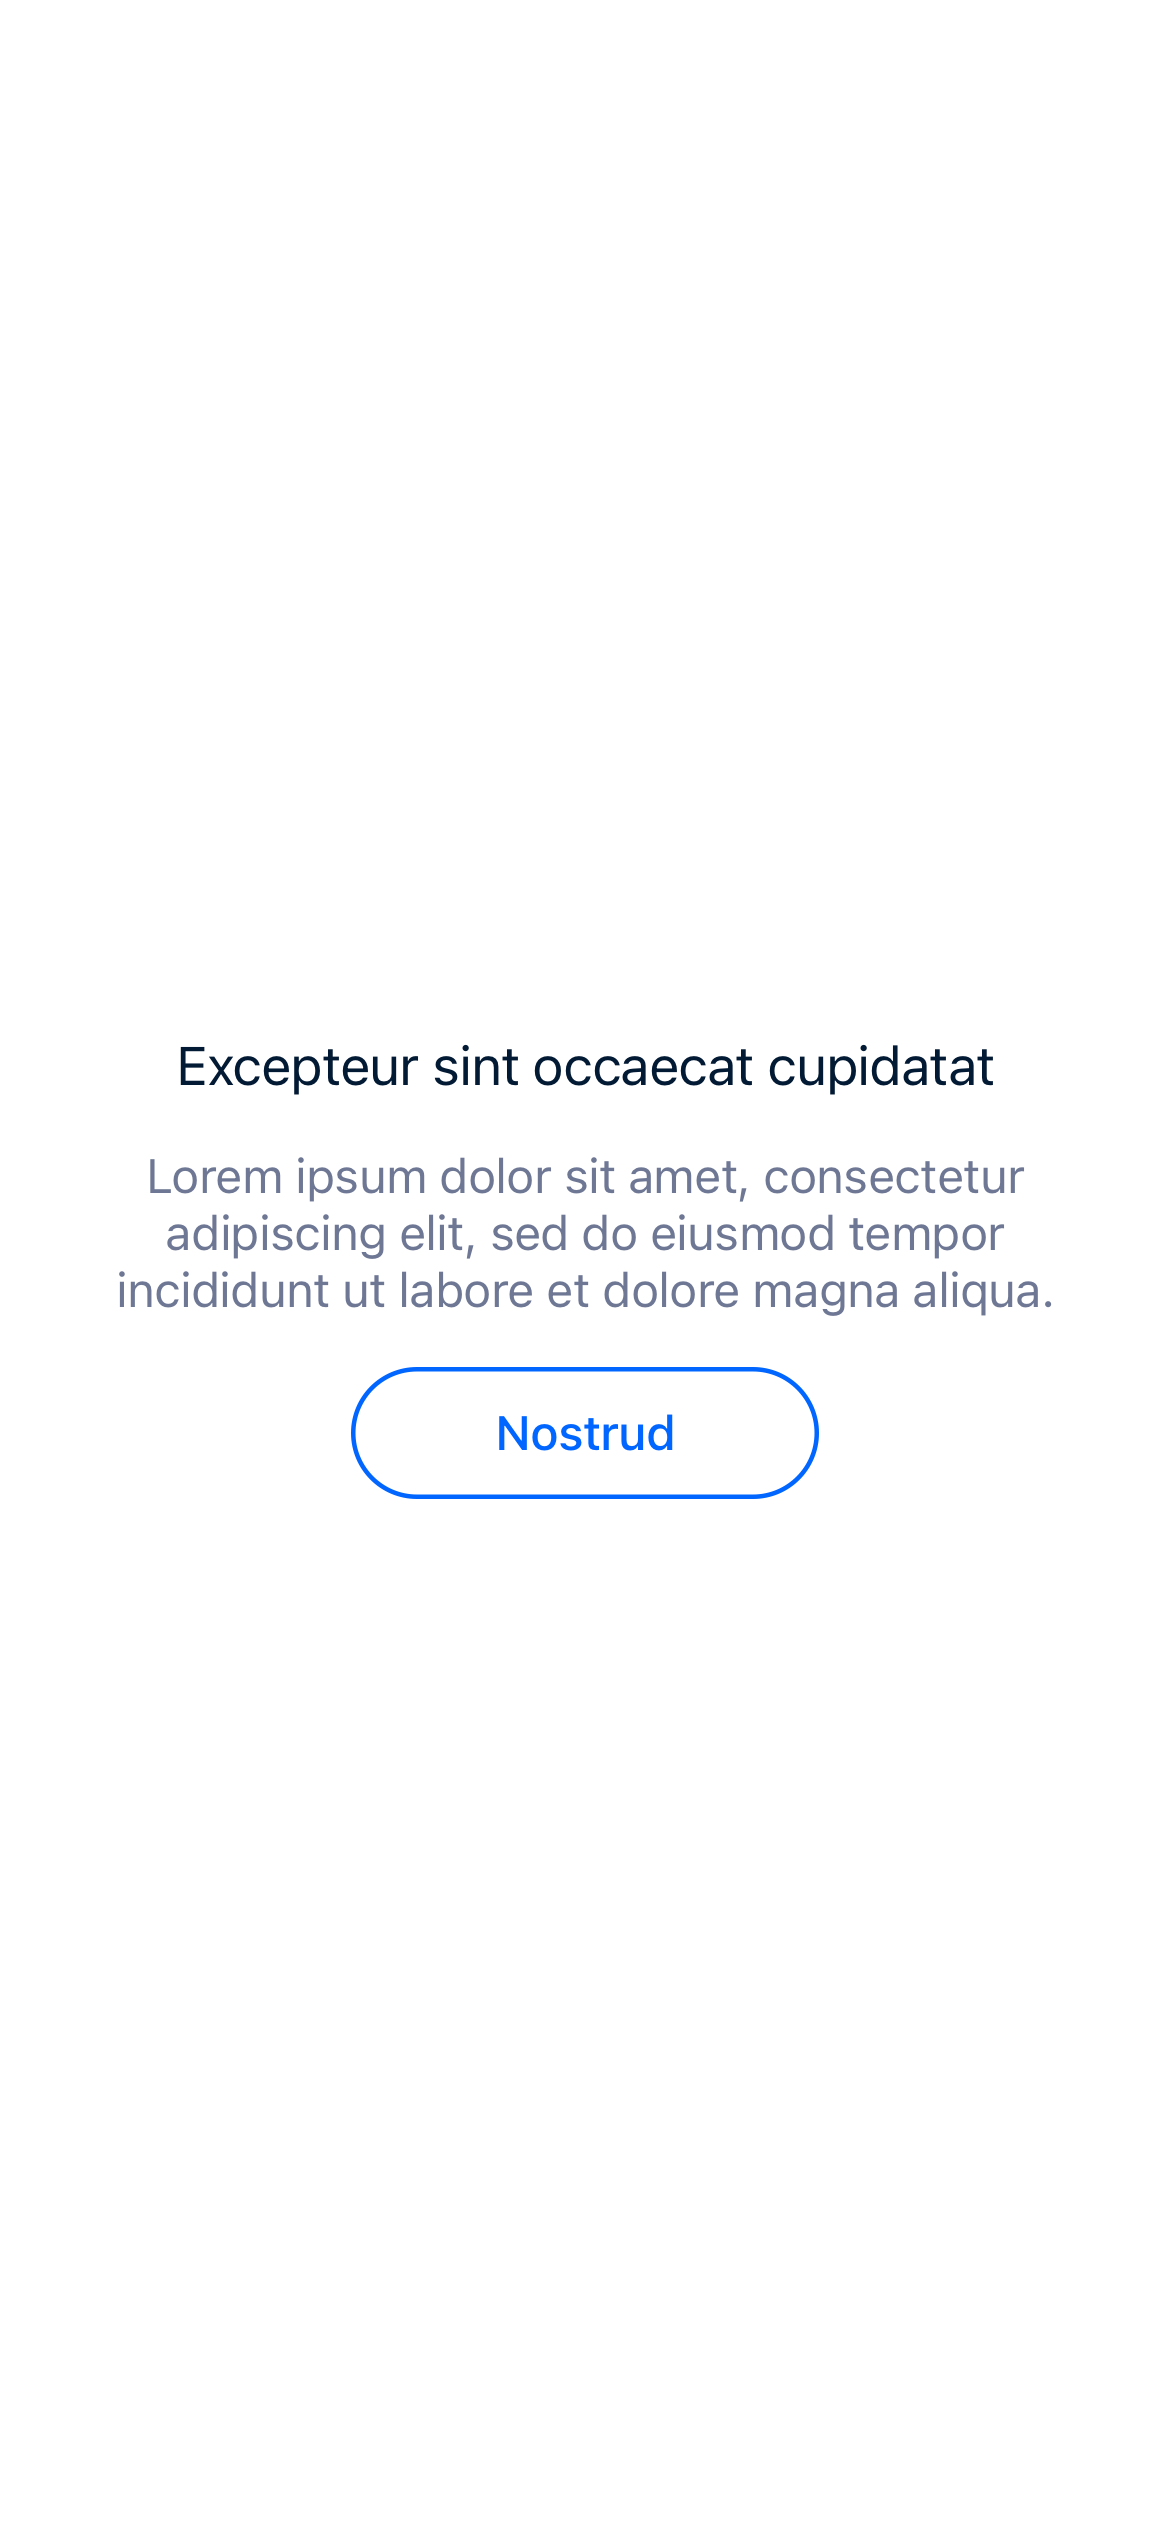 Excepteur sint occaecat cupidatat
Lorem ipsum dolor sit amet, consectetur
adipiscing elit, sed do eiusmod tempor
incididunt ut labore et dolore magna aliqua.
Nostrud